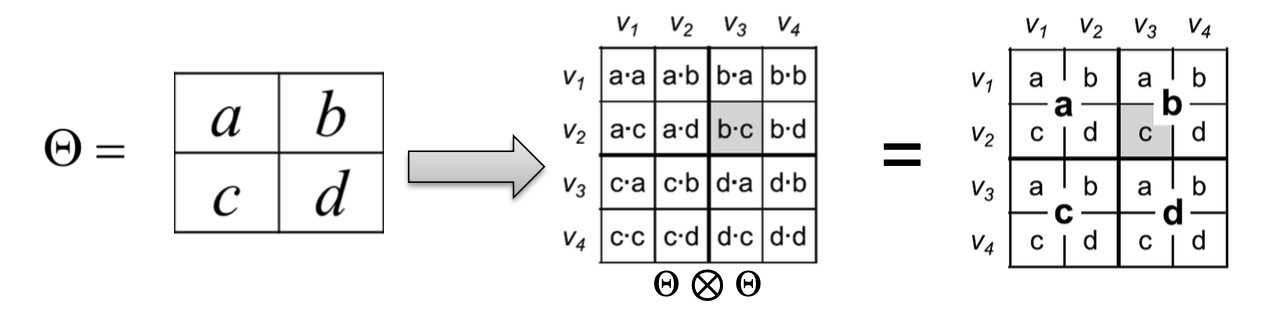 Θ =
a b
c d
v1 v2 v3 v4
v1 a·a a·b b·a b·b
v2 a·c a·d b·c b·d
v3 c·a c·b d·a d·b
v4 c·c c·d d·c d·d
Θ ⊗ Θ
=
v1 v2 v3 v4
v1 a b a b
a b
v2 c d c d
v3 a b a b
c d
v4 c d c d